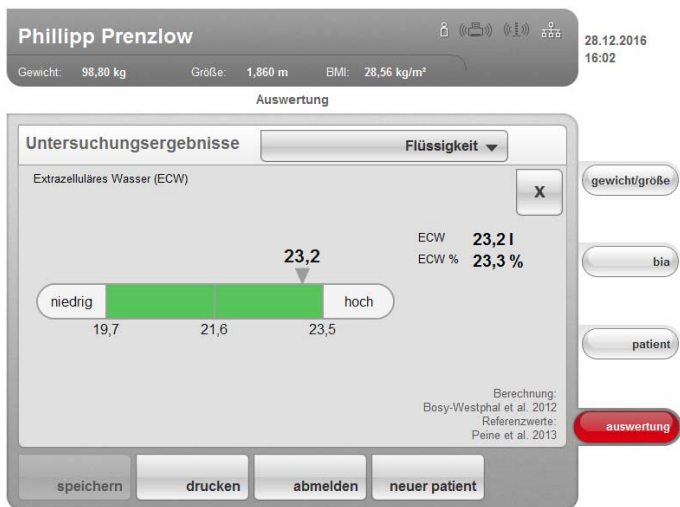 Phillipp Prenzlow
Gewicht: 98,80 kg Größe: 1,860 m BMI: 28,56 kg/m²
28.12.2016
16:02
Auswertung
Untersuchungsergebnisse
Flüssigkeit
Extrazelluläres Wasser (ECW)
X
ECW 23,2 l
ECW % 23,3 %
23,2
niedrig
hoch
19,7 21,6 23,5
Berechnung:
Bosy-Westphal et al. 2012
Referenzwerte:
Peine et al. 2013
gewicht/größe
bia
patient
auswertung
speichern
drucken
abmelden
neuer patient